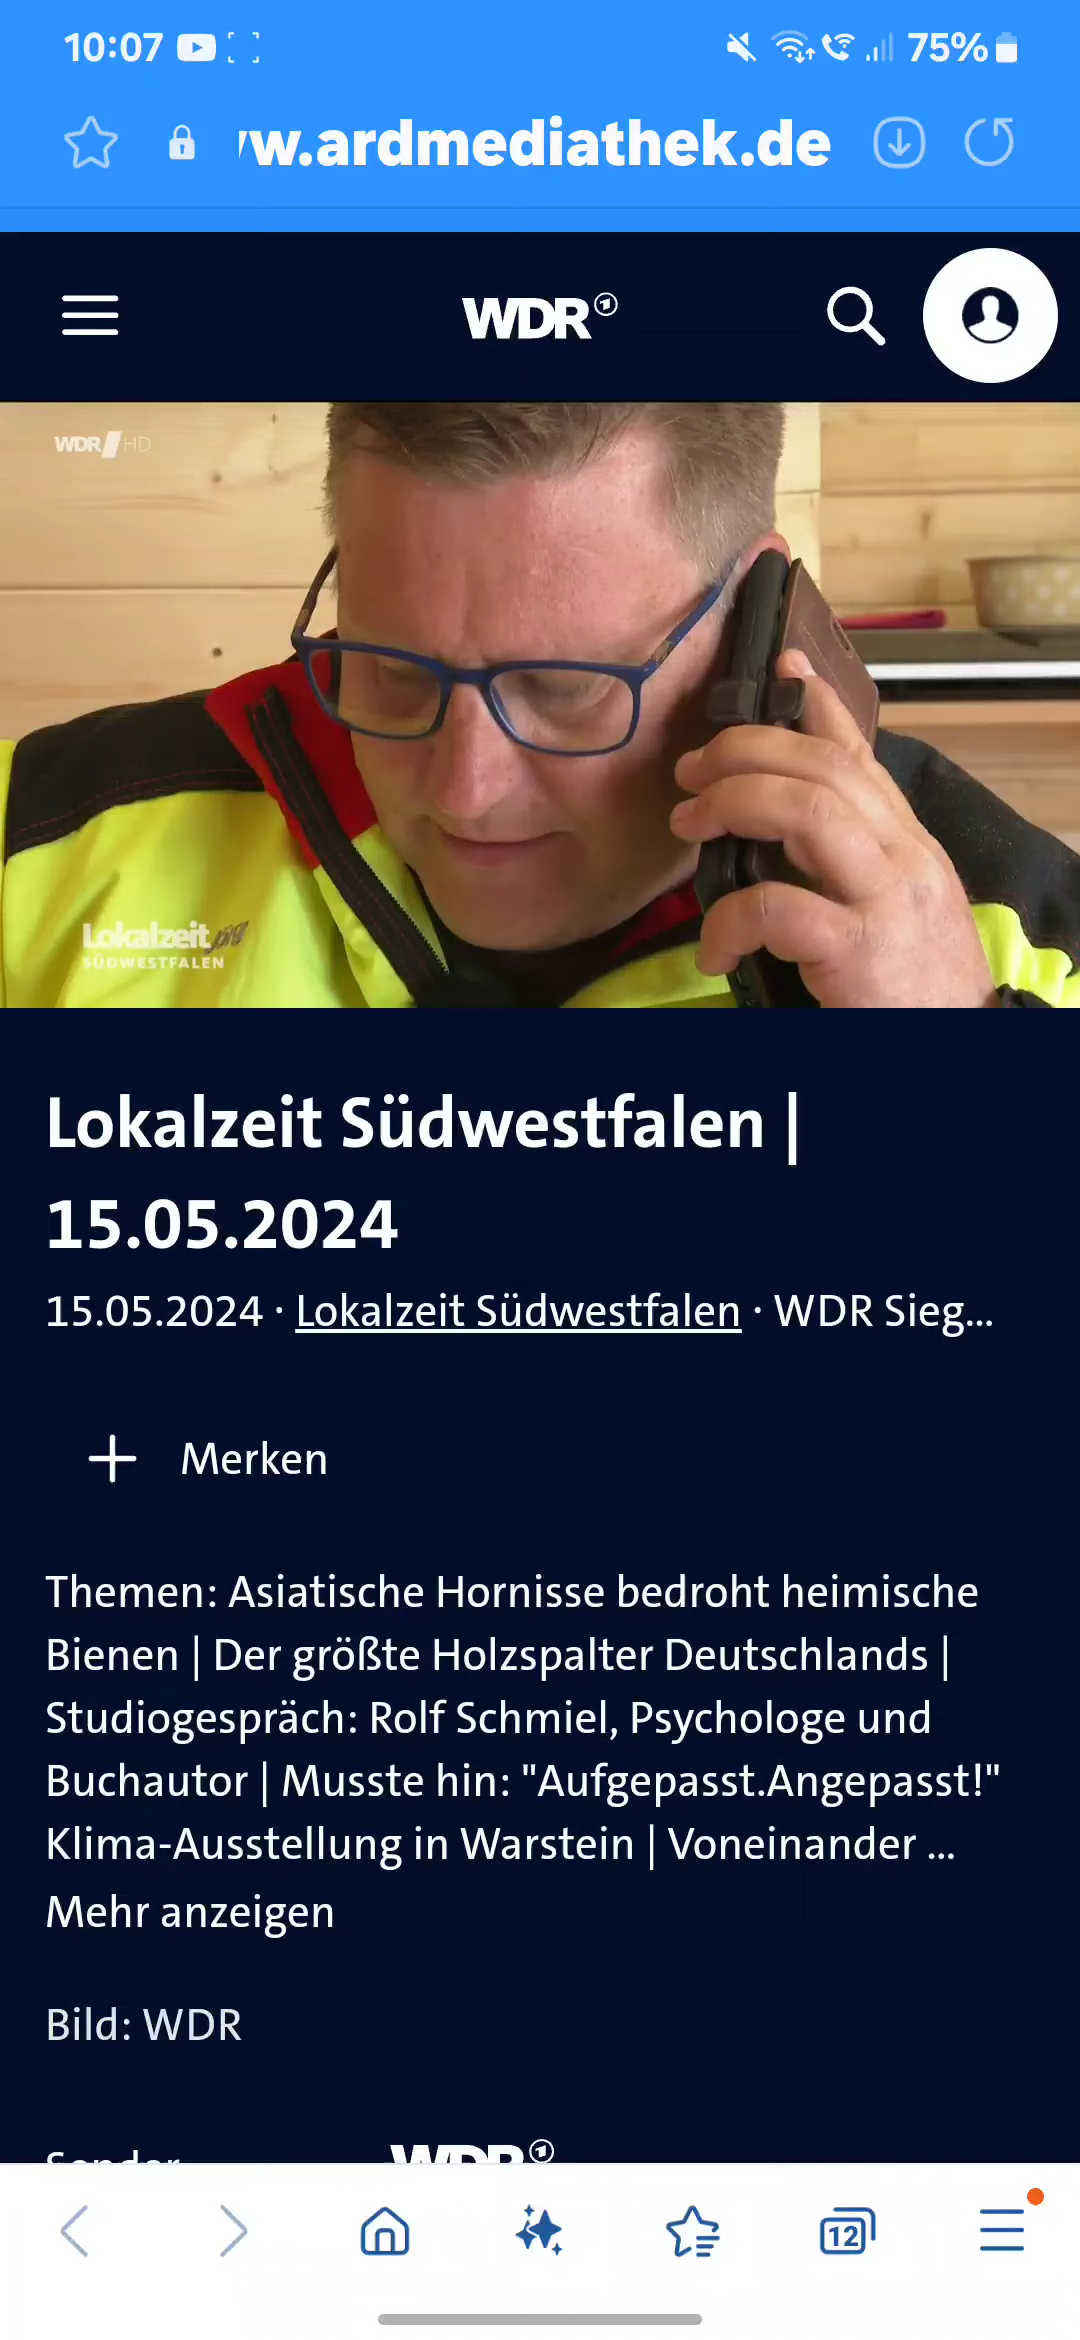 10:07
75%
w.ardmediathek.de
WDR
WDR HD
Lokalzeit
SÜDWESTFALEN
Lokalzeit Südwestfalen |
15.05.2024
15.05.2024 · Lokalzeit Südwestfalen · WDR Sieg...
Merken
Themen: Asiatische Hornisse bedroht heimische
Bienen | Der größte Holzspalter Deutschlands |
Studiogespräch: Rolf Schmiel, Psychologe und
Buchautor | Musste hin: "Aufgepasst.Angepasst!"
Klima-Ausstellung in Warstein | Voneinander ...
Mehr anzeigen
Bild: WDR
Sender WDR
12